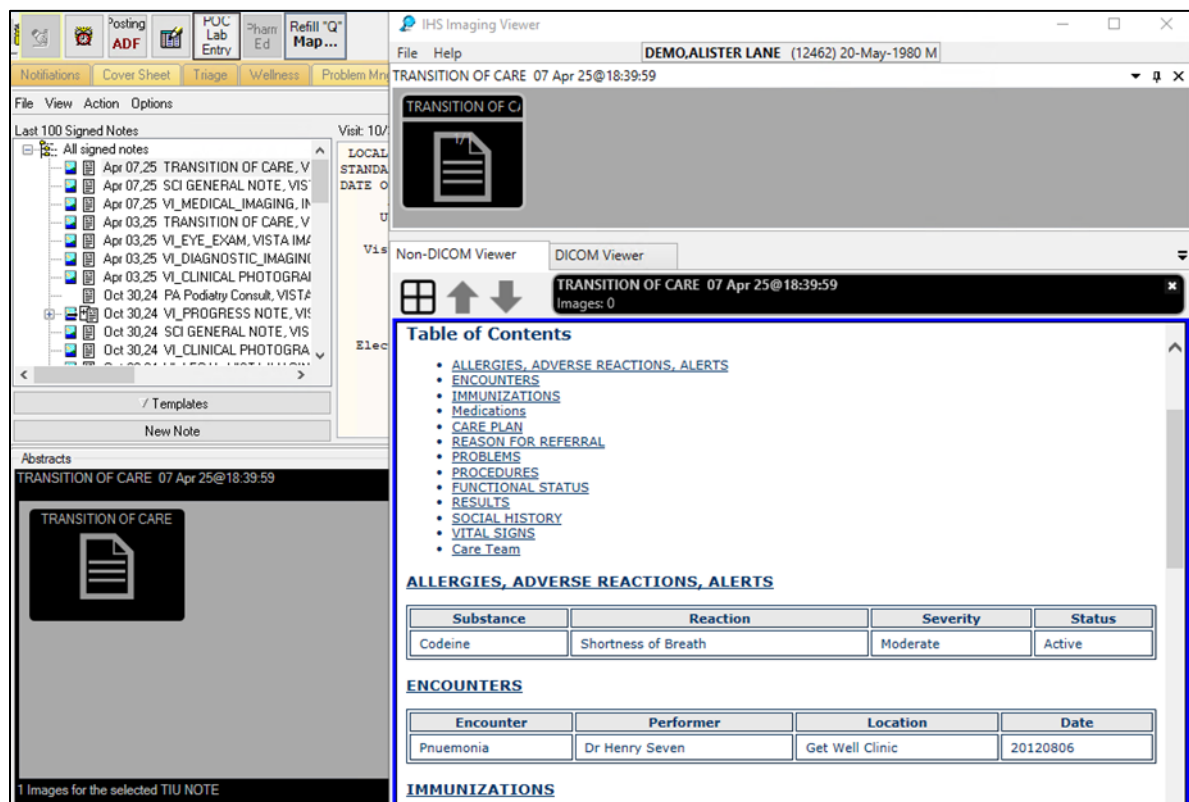 Posting
ADF
POC
Lab
Entry
Pharm
Ed
Refill "Q"
Map...
Notifiations
Cover Sheet
Triage
Wellness
Problem Mng
File View Action Options
Last 100 Signed Notes
Visit: 10/
All signed notes
Apr 07,25 TRANSITION OF CARE, V
Apr 07,25 SCI GENERAL NOTE, VIS
Apr 07,25 VI_MEDICAL_IMAGING, IN
Apr 03,25 TRANSITION OF CARE, V
Apr 03,25 VI_EYE_EXAM, VISTA IMA
Apr 03,25 VI_DIAGNOSTIC_IMAGING
Apr 03,25 VI_CLINICAL PHOTOGRA
Oct 30,24 PA Podiatry Consult, VISTA
Oct 30,24 VI_PROGRESS NOTE, VIS
Oct 30,24 SCI GENERAL NOTE, VIS
Oct 30,24 VI_CLINICAL PHOTOGRA
LOCAL
STANDA
DATE O
U
Vis
Elec
/ Templates
New Note
Abstracts
TRANSITION OF CARE 07 Apr 25@18:39:59
TRANSITION OF CARE
1 Images for the selected TIU NOTE
IHS Imaging Viewer
File Help
DEMO,ALISTER LANE (12462) 20-May-1980 M
TRANSITION OF CARE 07 Apr 25@18:39:59
TRANSITION OF CA
Non-DICOM Viewer
DICOM Viewer
TRANSITION OF CARE 07 Apr 25@18:39:59
Images: 0
Table of Contents
• ALLERGIES, ADVERSE REACTIONS, ALERTS
• ENCOUNTERS
• IMMUNIZATIONS
• Medications
• CARE PLAN
• REASON FOR REFERRAL
• PROBLEMS
• PROCEDURES
• FUNCTIONAL STATUS
• RESULTS
• SOCIAL HISTORY
• VITAL SIGNS
• Care Team
ALLERGIES, ADVERSE REACTIONS, ALERTS
Substance Reaction Severity Status
Codeine Shortness of Breath Moderate Active
ENCOUNTERS
Encounter Performer Location Date
Pnuemonia Dr Henry Seven Get Well Clinic 20120806
IMMUNIZATIONS